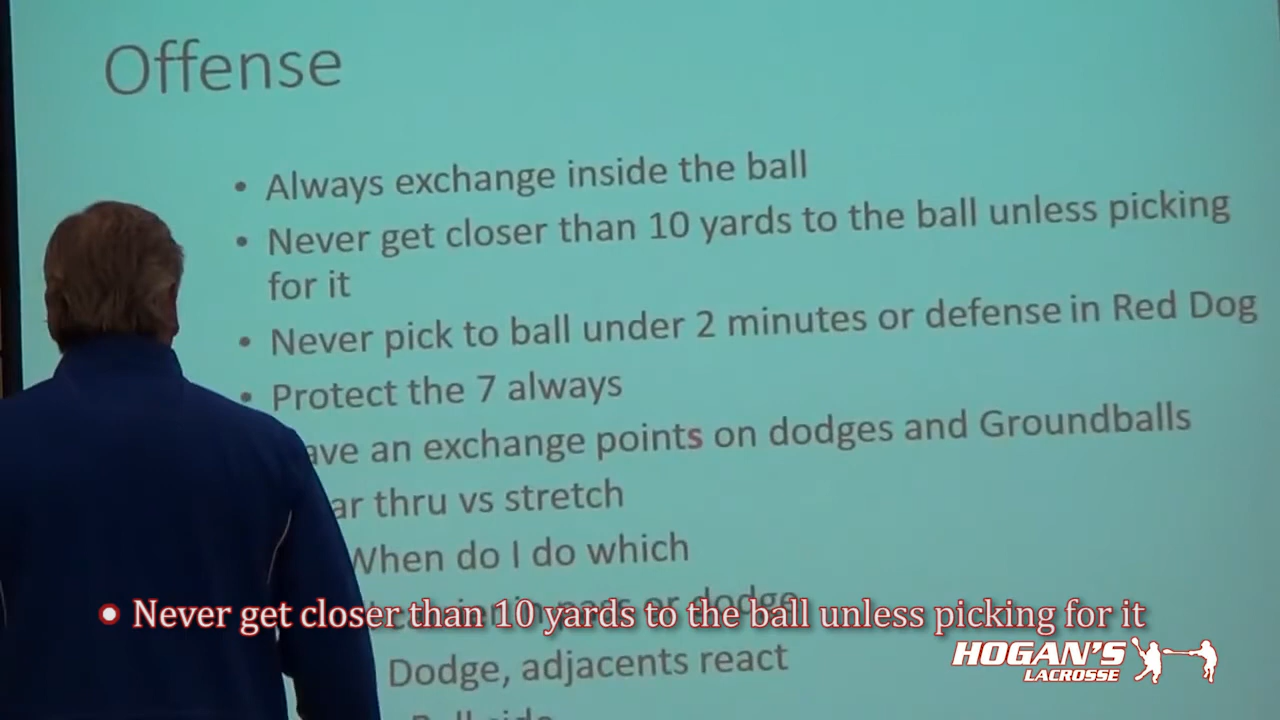 Offense
• Always exchange inside the ball
• Never get closer than 10 yards to the ball unless picking
for it
• Never pick to ball under 2 minutes or defense in Red Dog
• Protect the 7 always
ave an exchange points on dodges and Groundballs
ar thru vs stretch
When do I do which
or dodge
• Never get closer than 10 yards to the ball unless picking for it
HOGAN'S
LACROSSE
Dodge, adjacents react